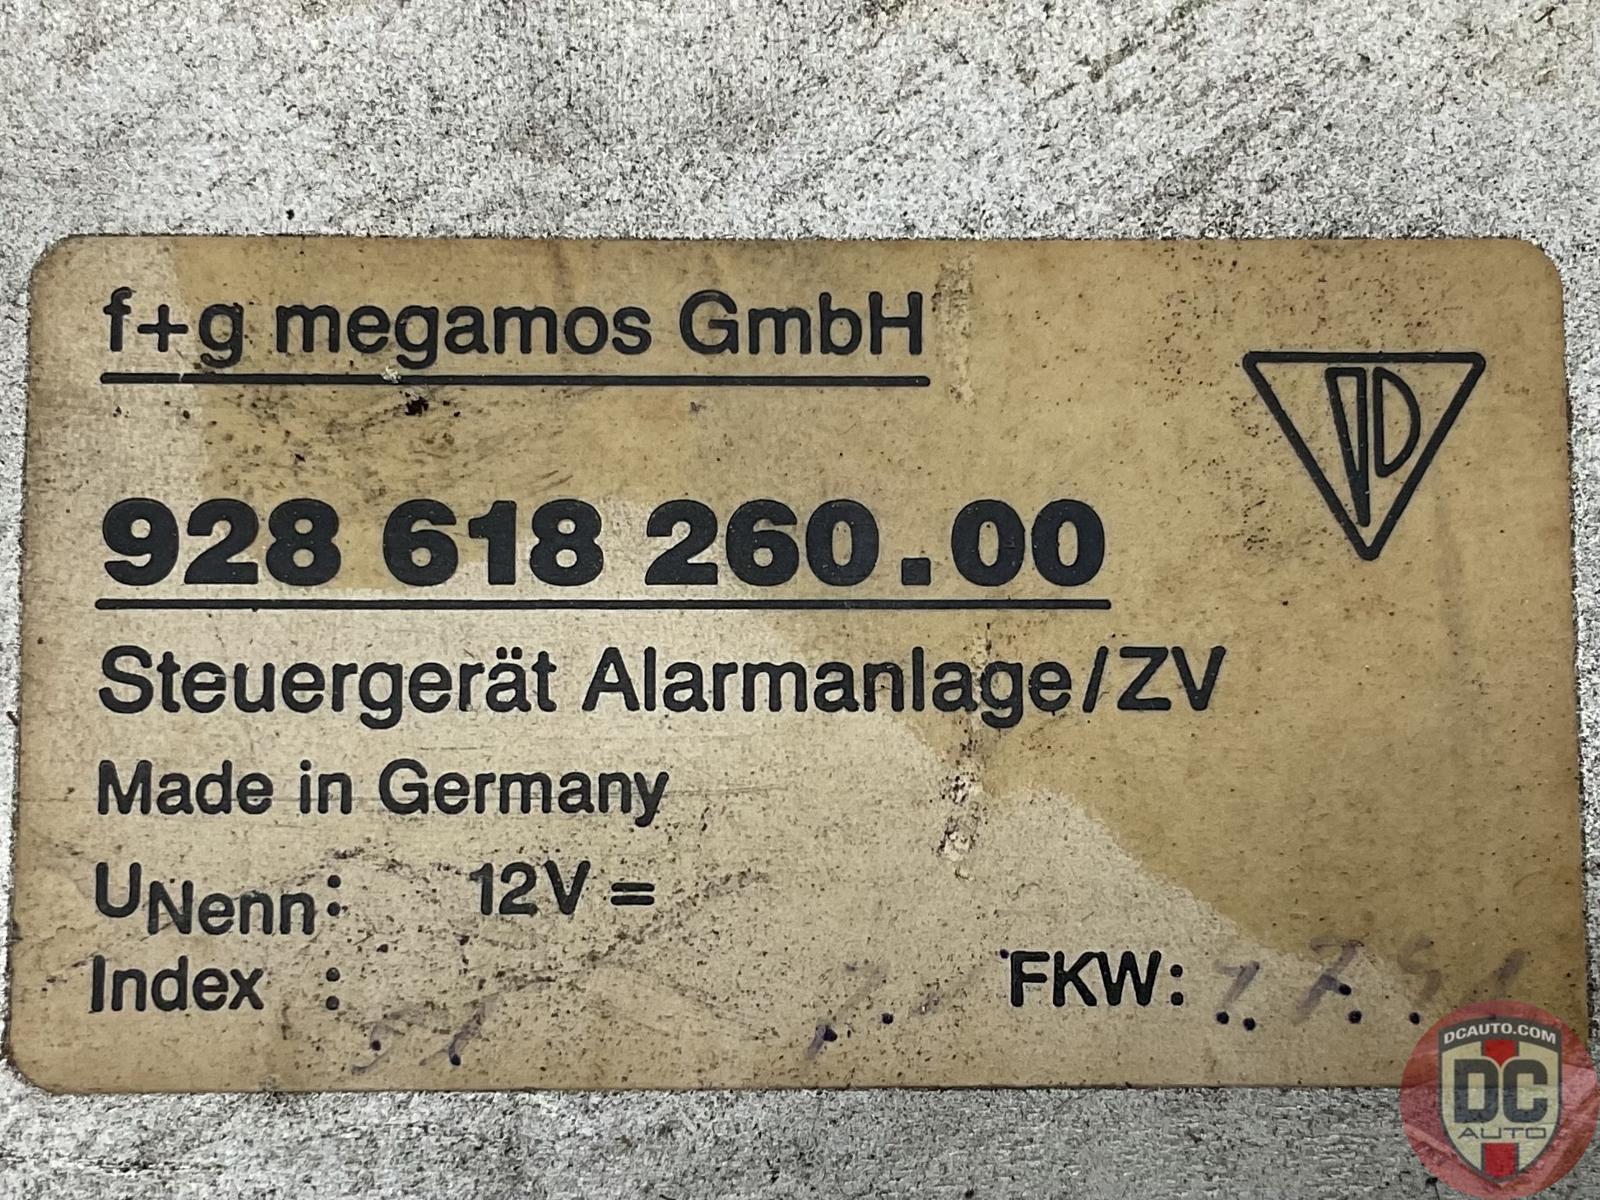 f+g megamos GmbH
928 618 260.00
Steuergerät Alarmanlage/ZV
Made in Germany
UNenn: 12V =
Index :
FKW:
DCAUTO.COM
DC
AUTO